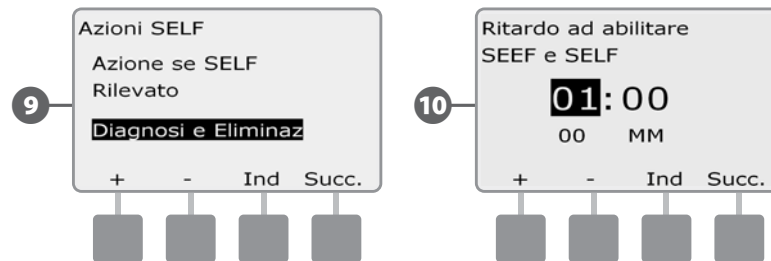 Azioni SELF
Azione se SELF
Rilevato
Diagnosi e Eliminaz
+ - Ind Succ.
9
Ritardo ad abilitare
SEEF e SELF
01:00
00 MM
+ - Ind Succ.
10